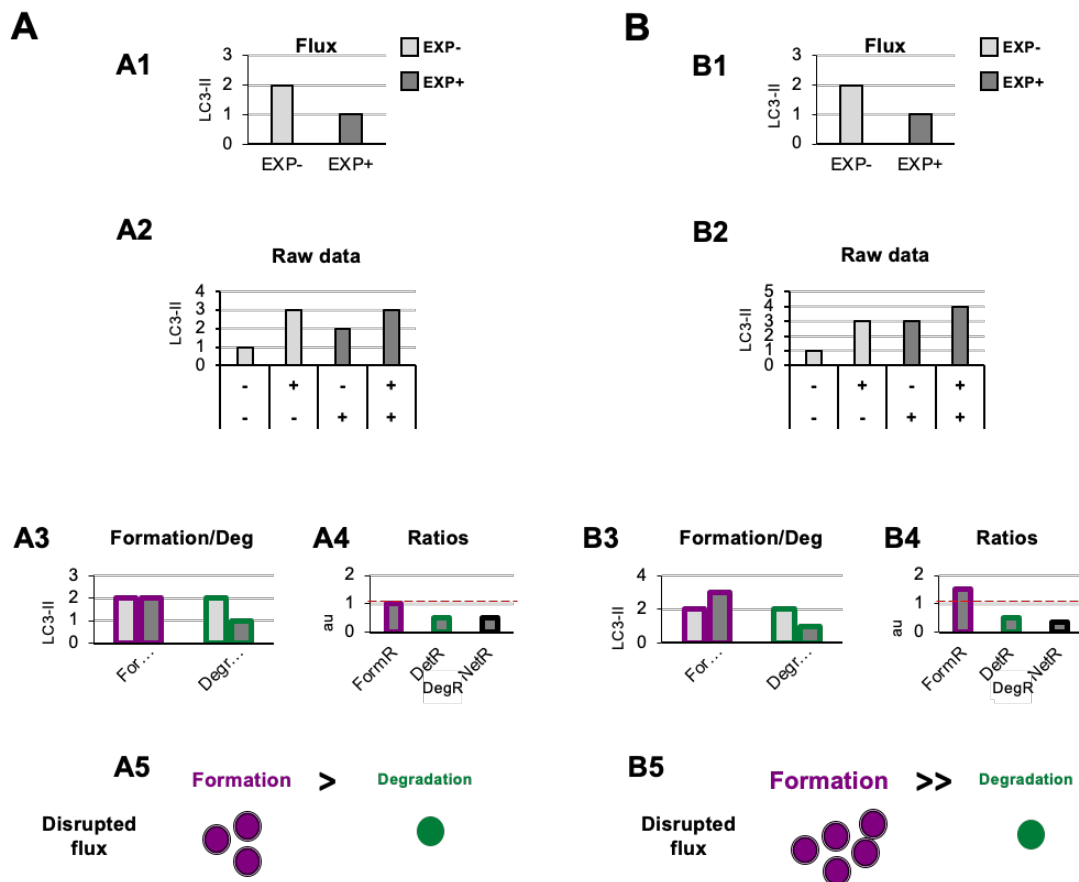 A
A1
Flux
EXP-
EXP+
LC3-II
3
2
1
0
EXP- EXP+
A2
Raw data
LC3-II
4
3
2
1
0
- + - +
- - + +
A3
Formation/Deg
LC3-II
3
2
1
0
For…
Degr…
A4
Ratios
au
2
1
0
FormR
DetR
DegR
NetR
A5
Formation > Degradation
Disrupted
flux
B
B1
Flux
EXP-
EXP+
LC3-II
3
2
1
0
EXP- EXP+
B2
Raw data
LC3-II
5
4
3
2
1
0
- + - +
- - + +
B3
Formation/Deg
LC3-II
4
2
0
For…
Degr…
B4
Ratios
au
2
1
0
FormR
DetR
DegR
NetR
B5
Formation >> Degradation
Disrupted
flux